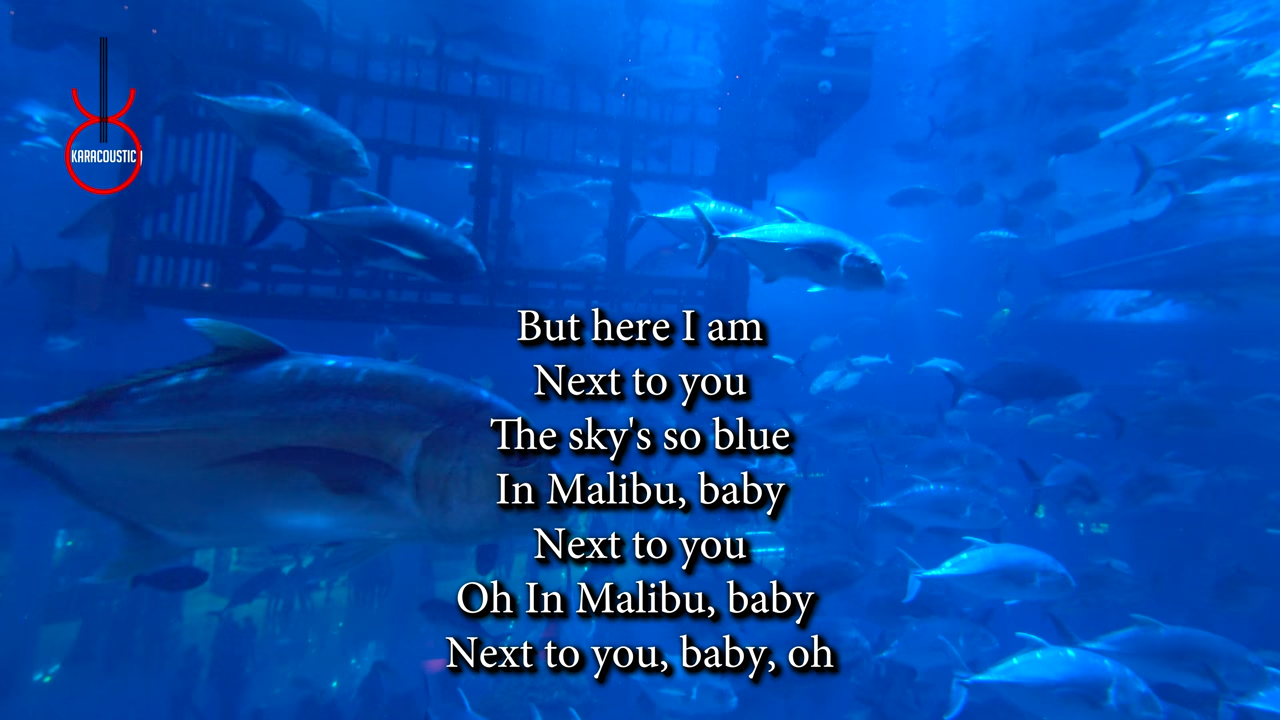 KARACOUSTIC
But here I am
Next to you
The sky's so blue
In Malibu, baby
Next to you
Oh In Malibu, baby
Next to you, baby, oh